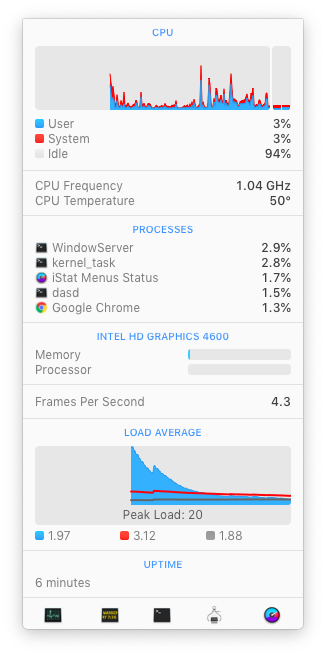 CPU
User 3%
System 3%
Idle 94%
CPU Frequency 1.04 GHz
CPU Temperature 50°
PROCESSES
WindowServer 2.9%
kernel_task 2.8%
iStat Menus Status 1.7%
dasd 1.5%
Google Chrome 1.3%
INTEL HD GRAPHICS 4600
Memory
Processor
Frames Per Second 4.3
LOAD AVERAGE
Peak Load: 20
1.97 3.12 1.88
UPTIME
6 minutes